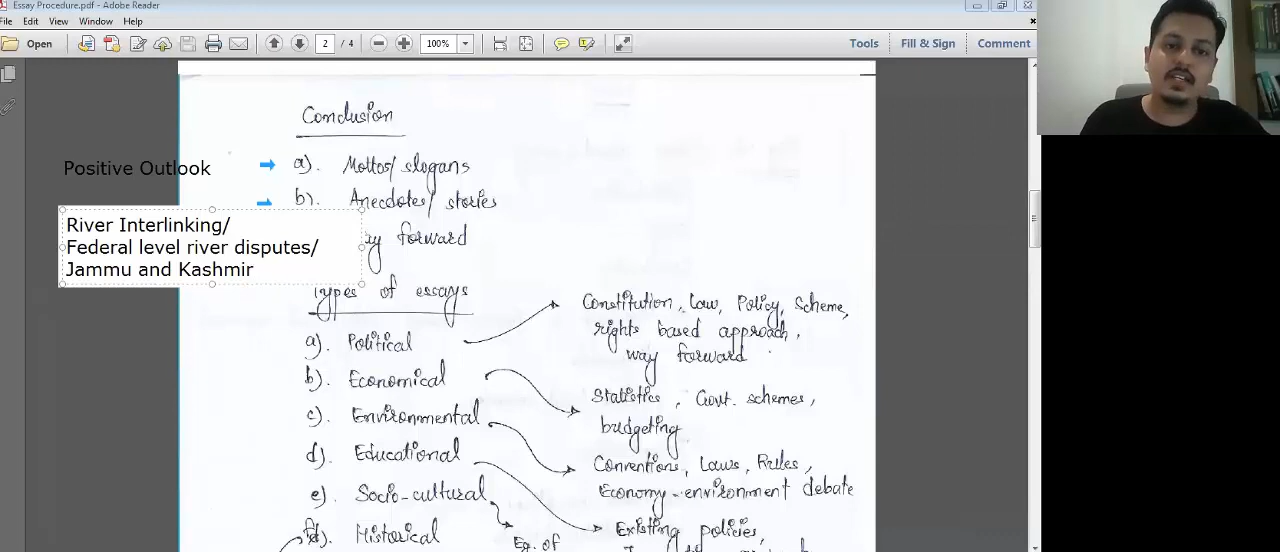 Essay Procedure.pdf - Adobe Reader
File Edit View Window Help
Open 2 / 4 100% Tools Fill & Sign Comment
Conclusion
Positive Outlook
a). Mottos/ slogans
b). Anecdotes/ stories
River Interlinking/
Federal level river disputes/
Jammu and Kashmir
forward
Types of essays
a). Political
Constitution, Law, Policy, Scheme,
rights based approach,
way forward
b). Economical
Statistics, Govt. schemes,
budgeting
c). Environmental
Conventions, Laws, Rules,
Economy-environment debate
d). Educational
Existing policies,
e). Socio-cultural
Eg. of
Historical